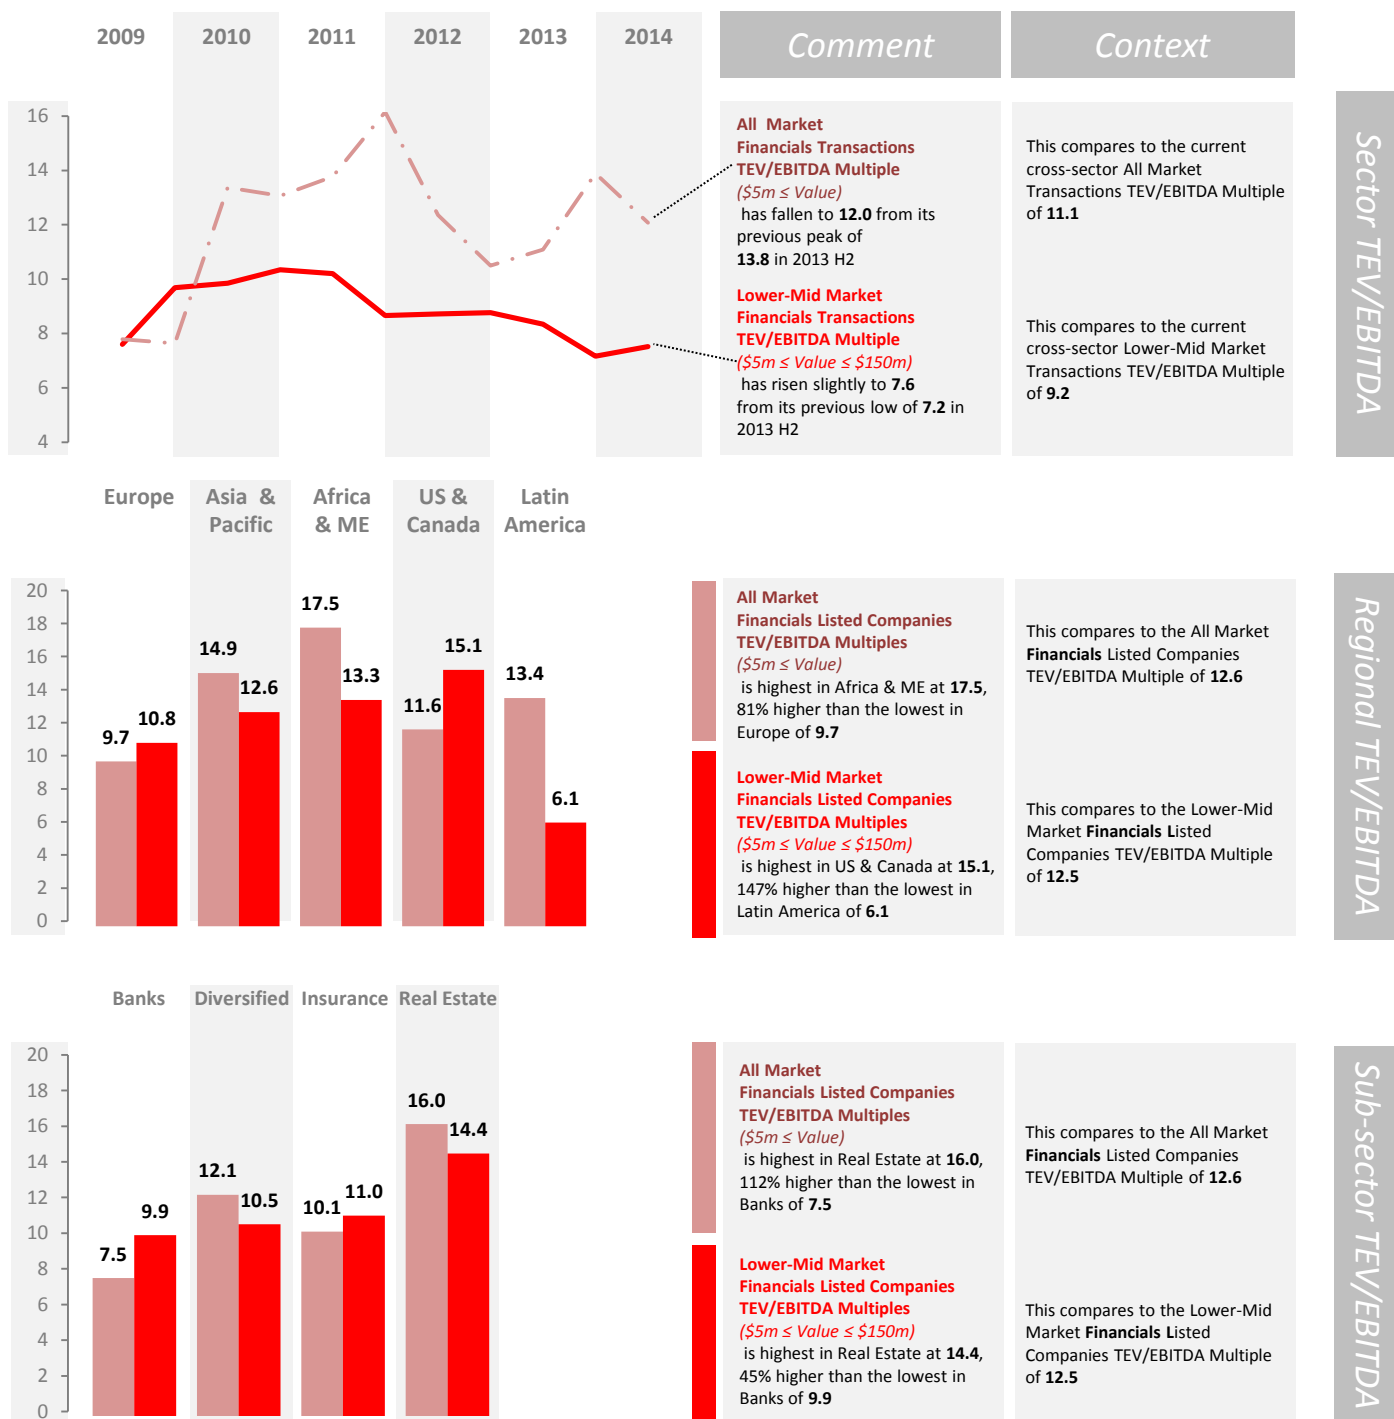 2009 2010 2011 2012 2013 2014
Comment
Context
16
14
12
10
8
6
4
All Market
Financials Transactions
TEV/EBITDA Multiple
($5m ≤ Value)
has fallen to 12.0 from its
previous peak of
13.8 in 2013 H2
Lower-Mid Market
Financials Transactions
TEV/EBITDA Multiple
($5m ≤ Value ≤ $150m)
has risen slightly to 7.6
from its previous low of 7.2 in
2013 H2
This compares to the current
cross-sector All Market
Transactions TEV/EBITDA Multiple
of 11.1
This compares to the current
cross-sector Lower-Mid Market
Transactions TEV/EBITDA Multiple
of 9.2
Sector TEV/EBITDA
Europe
Asia &
Pacific
Africa
& ME
US &
Canada
Latin
America
20
18
16
14
12
10
8
6
4
2
0
9.7
10.8
14.9
12.6
17.5
13.3
11.6
15.1
13.4
6.1
All Market
Financials Listed Companies
TEV/EBITDA Multiples
($5m ≤ Value)
is highest in Africa & ME at 17.5,
81% higher than the lowest in
Europe of 9.7
Lower-Mid Market
Financials Listed Companies
TEV/EBITDA Multiples
($5m ≤ Value ≤ $150m)
is highest in US & Canada at 15.1,
147% higher than the lowest in
Latin America of 6.1
This compares to the All Market
Financials Listed Companies
TEV/EBITDA Multiple of 12.6
This compares to the Lower-Mid
Market Financials Listed
Companies TEV/EBITDA Multiple
of 12.5
Regional TEV/EBITDA
Banks Diversified Insurance Real Estate
20
18
16
14
12
10
8
6
4
2
0
7.5
9.9
12.1
10.5
10.1
11.0
16.0
14.4
All Market
Financials Listed Companies
TEV/EBITDA Multiples
($5m ≤ Value)
is highest in Real Estate at 16.0,
112% higher than the lowest in
Banks of 7.5
Lower-Mid Market
Financials Listed Companies
TEV/EBITDA Multiples
($5m ≤ Value ≤ $150m)
is highest in Real Estate at 14.4,
45% higher than the lowest in
Banks of 9.9
This compares to the All Market
Financials Listed Companies
TEV/EBITDA Multiple of 12.6
This compares to the Lower-Mid
Market Financials Listed
Companies TEV/EBITDA Multiple
of 12.5
Sub-sector TEV/EBITDA